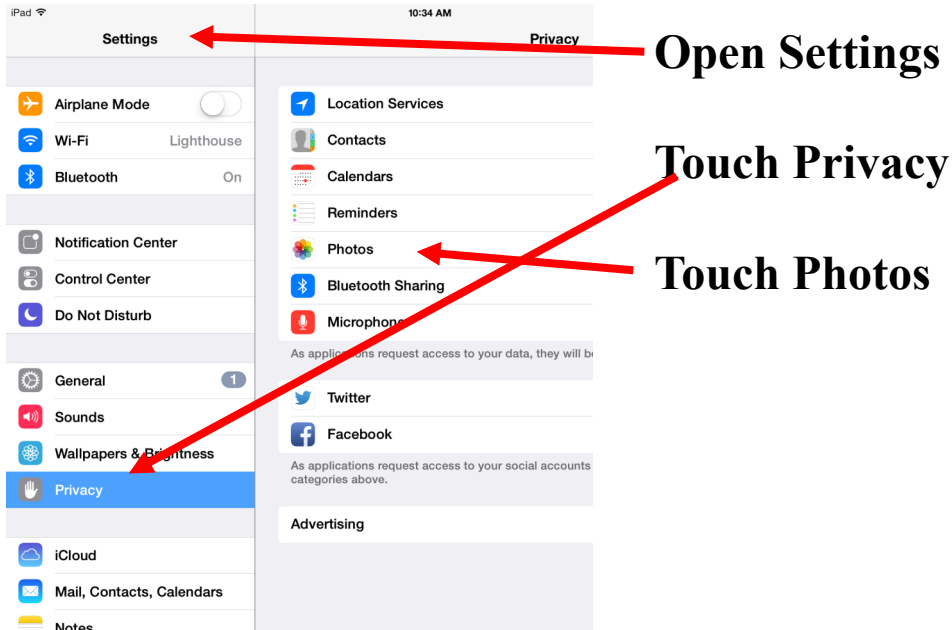 iPad
10:34 AM
Settings
Privacy
Airplane Mode
Wi-Fi Lighthouse
Bluetooth On
Notification Center
Control Center
Do Not Disturb
General 1
Sounds
Wallpapers & Brightness
Privacy
iCloud
Mail, Contacts, Calendars
Notes
Location Services
Contacts
Calendars
Reminders
Photos
Bluetooth Sharing
Microphone
As applications request access to your data, they will be
Twitter
Facebook
As applications request access to your social accounts
categories above.
Advertising
Open Settings
Touch Privacy
Touch Photos